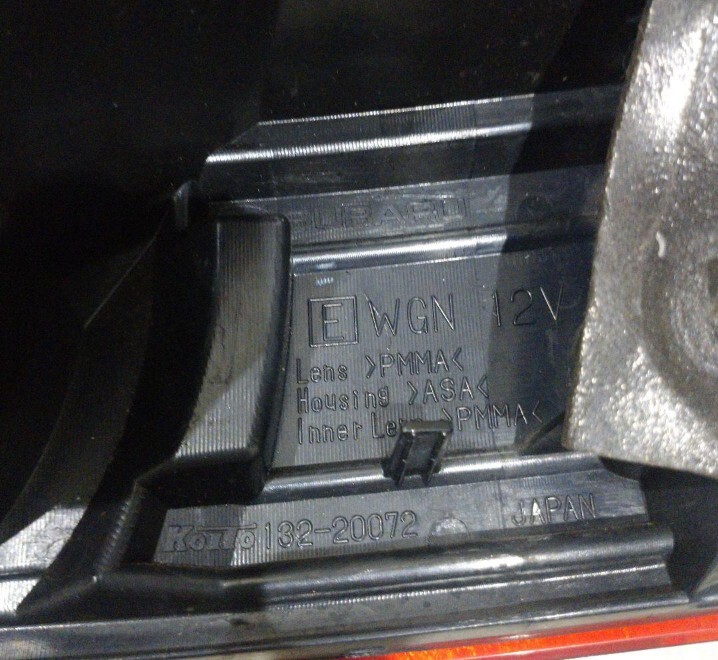 SUBARU
E WGN 12V
Lens >PMMA<
Housing >ASA<
Inner Lens >PMMA<
KOITO 132-20072 JAPAN